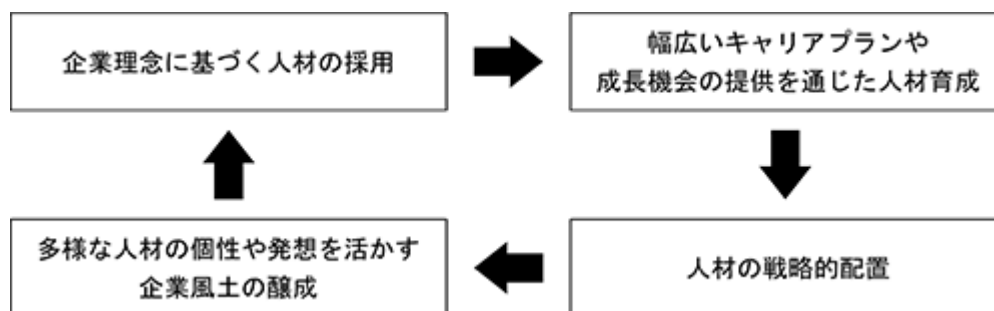 企業理念に基づく人材の採用
幅広いキャリアプランや
成長機会の提供を通じた人材育成
人材の戦略的配置
多様な人材の個性や発想を活かす
企業風土の醸成